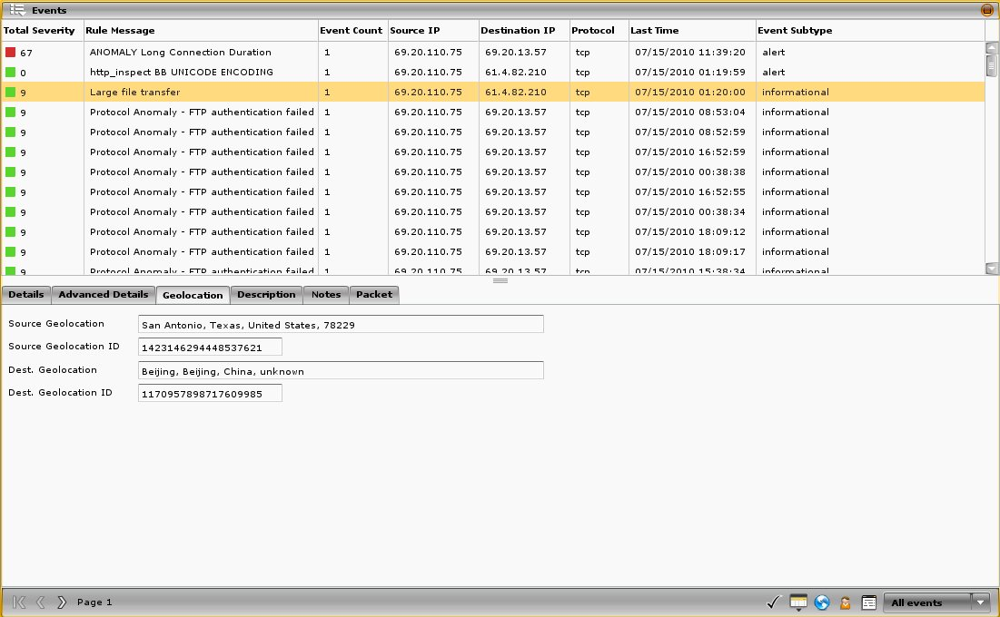 Events
Total Severity Rule Message Event Count Source IP Destination IP Protocol Last Time Event Subtype
67 ANOMALY Long Connection Duration 1 69.20.110.75 69.20.13.57 tcp 07/15/2010 11:39:20 alert
0 http_inspect BB UNICODE ENCODING 1 69.20.110.75 61.4.82.210 tcp 07/15/2010 01:19:59 alert
9 Large file transfer 1 69.20.110.75 61.4.82.210 tcp 07/15/2010 01:20:00 informational
9 Protocol Anomaly - FTP authentication failed 1 69.20.110.75 69.20.13.57 tcp 07/15/2010 08:53:04 informational
9 Protocol Anomaly - FTP authentication failed 1 69.20.110.75 69.20.13.57 tcp 07/15/2010 08:52:59 informational
9 Protocol Anomaly - FTP authentication failed 1 69.20.110.75 69.20.13.57 tcp 07/15/2010 16:52:59 informational
9 Protocol Anomaly - FTP authentication failed 1 69.20.110.75 69.20.13.57 tcp 07/15/2010 00:38:38 informational
9 Protocol Anomaly - FTP authentication failed 1 69.20.110.75 69.20.13.57 tcp 07/15/2010 16:52:55 informational
9 Protocol Anomaly - FTP authentication failed 1 69.20.110.75 69.20.13.57 tcp 07/15/2010 00:38:34 informational
9 Protocol Anomaly - FTP authentication failed 1 69.20.110.75 69.20.13.57 tcp 07/15/2010 18:09:12 informational
9 Protocol Anomaly - FTP authentication failed 1 69.20.110.75 69.20.13.57 tcp 07/15/2010 18:09:17 informational
9 Protocol Anomaly - FTP authentication failed 1 69.20.110.75 69.20.13.57 tcp 07/15/2010 15:38:34 informational
Details Advanced Details Geolocation Description Notes Packet
Source Geolocation San Antonio, Texas, United States, 78229
Source Geolocation ID 1423146294448537621
Dest. Geolocation Beijing, Beijing, China, unknown
Dest. Geolocation ID 1170957898717609985
Page 1 All events